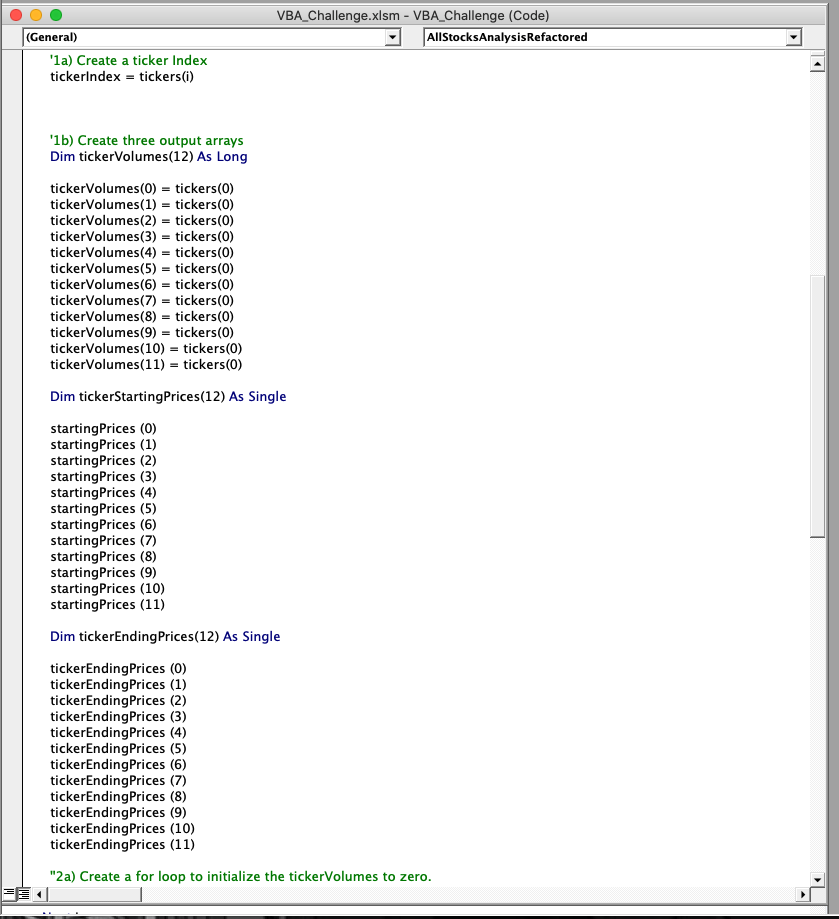 VBA_Challenge.xlsm - VBA_Challenge (Code)
(General)
AllStocksAnalysisRefactored
'1a) Create a ticker Index
tickerIndex = tickers(i)
'1b) Create three output arrays
Dim tickerVolumes(12) As Long
tickerVolumes(0) = tickers(0)
tickerVolumes(1) = tickers(0)
tickerVolumes(2) = tickers(0)
tickerVolumes(3) = tickers(0)
tickerVolumes(4) = tickers(0)
tickerVolumes(5) = tickers(0)
tickerVolumes(6) = tickers(0)
tickerVolumes(7) = tickers(0)
tickerVolumes(8) = tickers(0)
tickerVolumes(9) = tickers(0)
tickerVolumes(10) = tickers(0)
tickerVolumes(11) = tickers(0)
Dim tickerStartingPrices(12) As Single
startingPrices (0)
startingPrices (1)
startingPrices (2)
startingPrices (3)
startingPrices (4)
startingPrices (5)
startingPrices (6)
startingPrices (7)
startingPrices (8)
startingPrices (9)
startingPrices (10)
startingPrices (11)
Dim tickerEndingPrices(12) As Single
tickerEndingPrices (0)
tickerEndingPrices (1)
tickerEndingPrices (2)
tickerEndingPrices (3)
tickerEndingPrices (4)
tickerEndingPrices (5)
tickerEndingPrices (6)
tickerEndingPrices (7)
tickerEndingPrices (8)
tickerEndingPrices (9)
tickerEndingPrices (10)
tickerEndingPrices (11)
''2a) Create a for loop to initialize the tickerVolumes to zero.